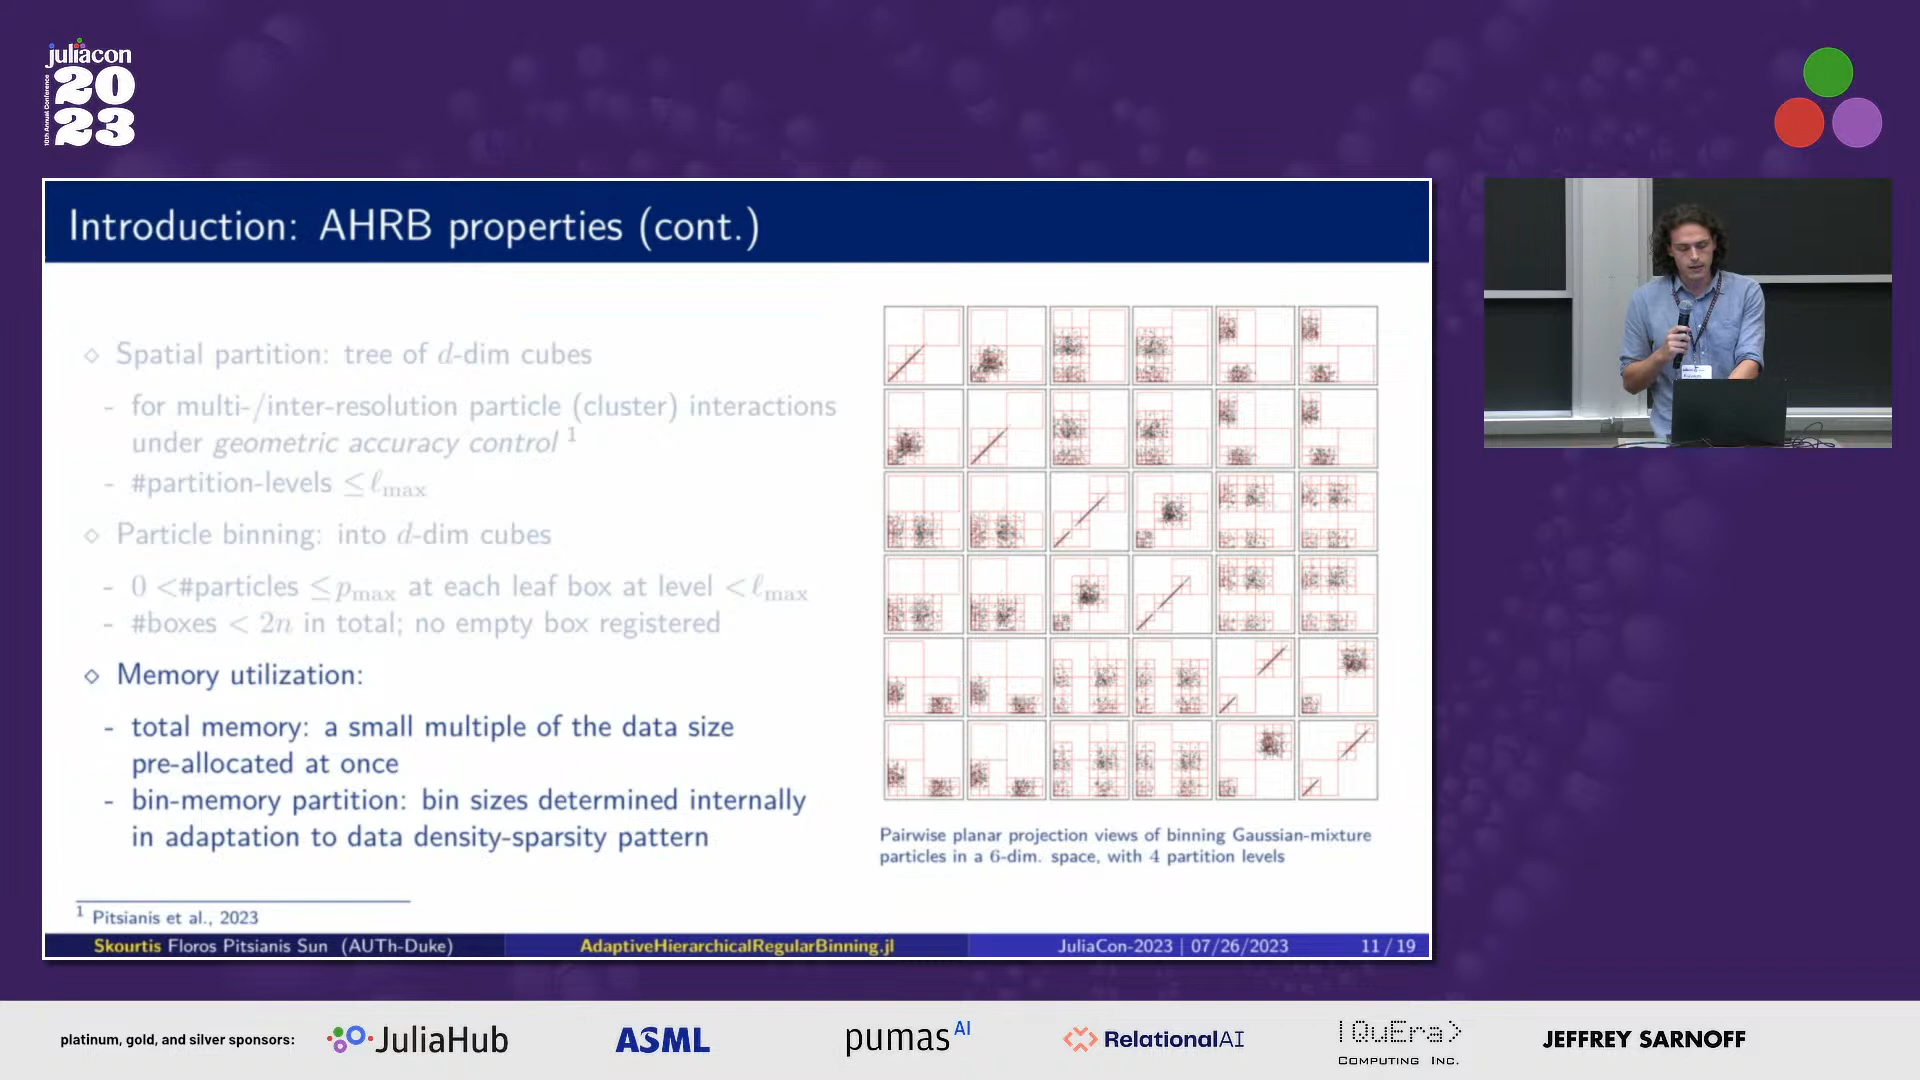 juliacon
20
23
10th Annual Conference
Introduction: AHRB properties (cont.)
◇ Spatial partition: tree of d-dim cubes
- for multi-/inter-resolution particle (cluster) interactions
under geometric accuracy control ¹
- #partition-levels ≤ ℓmax
◇ Particle binning: into d-dim cubes
- 0 <#particles ≤ pmax at each leaf box at level < ℓmax
- #boxes < 2n in total; no empty box registered
◇ Memory utilization:
- total memory: a small multiple of the data size
pre-allocated at once
- bin-memory partition: bin sizes determined internally
in adaptation to data density-sparsity pattern
Pairwise planar projection views of binning Gaussian-mixture
particles in a 6-dim. space, with 4 partition levels
¹ Pitsianis et al., 2023
Skourtis Floros Pitsianis Sun (AUTh-Duke) AdaptiveHierarchicalRegularBinning.jl JuliaCon-2023 | 07/26/2023 11 / 19
platinum, gold, and silver sponsors: JuliaHub ASML pumas AI RelationalAI |QuEra> JEFFREY SARNOFF
COMPUTING INC.